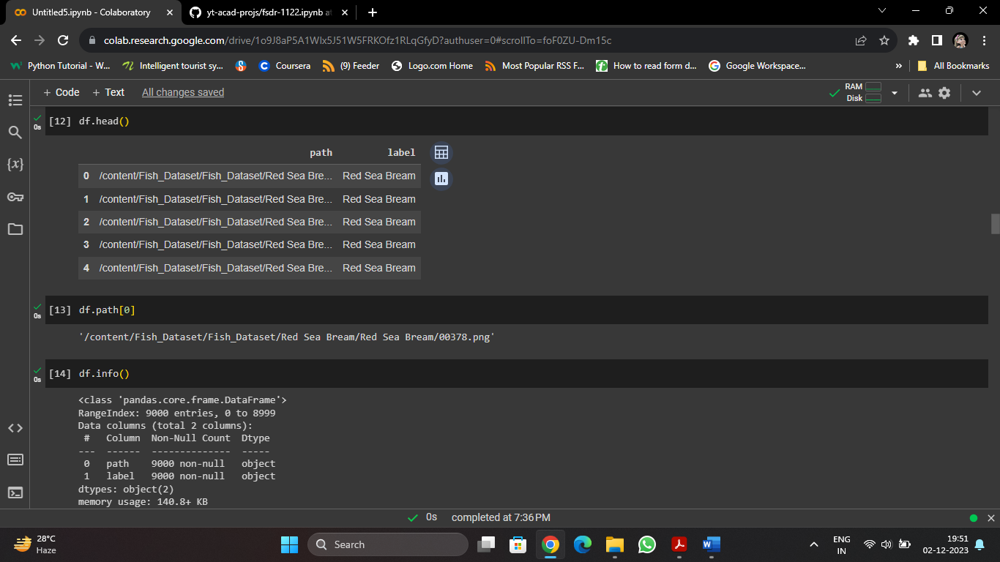 Untitled5.ipynb - Colaboratory
yt-acad-projs/fsdr-1122.ipynb at
colab.research.google.com/drive/1o9J8aP5A1WIx5J51W5FRKOfz1RLqGfyD?authuser=0#scrollTo=foF0ZU-Dm15c
Python Tutorial - W... Intelligent tourist sy... Coursera (9) Feeder Logo.com Home Most Popular RSS F... How to read form d... Google Workspace... » All Bookmarks
+ Code + Text All changes saved
RAM
Disk
[12] df.head()
0s
path label
0 /content/Fish_Dataset/Fish_Dataset/Red Sea Bre... Red Sea Bream
1 /content/Fish_Dataset/Fish_Dataset/Red Sea Bre... Red Sea Bream
2 /content/Fish_Dataset/Fish_Dataset/Red Sea Bre... Red Sea Bream
3 /content/Fish_Dataset/Fish_Dataset/Red Sea Bre... Red Sea Bream
4 /content/Fish_Dataset/Fish_Dataset/Red Sea Bre... Red Sea Bream
[13] df.path[0]
0s
'/content/Fish_Dataset/Fish_Dataset/Red Sea Bream/Red Sea Bream/00378.png'
[14] df.info()
0s
<class 'pandas.core.frame.DataFrame'>
RangeIndex: 9000 entries, 0 to 8999
Data columns (total 2 columns):
# Column Non-Null Count Dtype
--- ------ -------------- -----
0 path 9000 non-null object
1 label 9000 non-null object
dtypes: object(2)
memory usage: 140.8+ KB
0s completed at 7:36 PM
28°C
Haze
Search
ENG
IN
19:51
02-12-2023